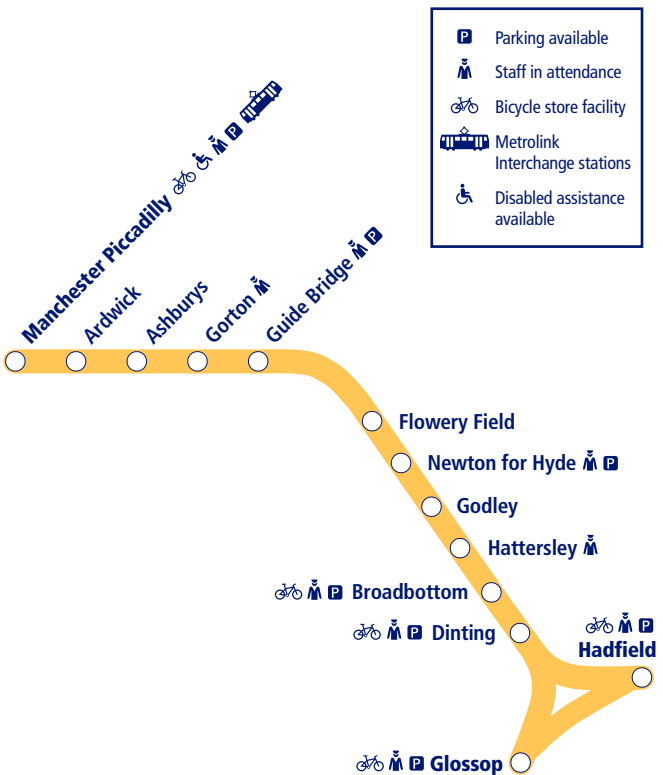 P Parking available
Staff in attendance
Bicycle store facility
Metrolink
Interchange stations
Disabled assistance
available
Manchester Piccadilly P
Ardwick
Ashburys
Gorton
Guide Bridge P
Flowery Field
Newton for Hyde P
Godley
Hattersley
P Broadbottom
P Dinting
P
Hadfield
P Glossop